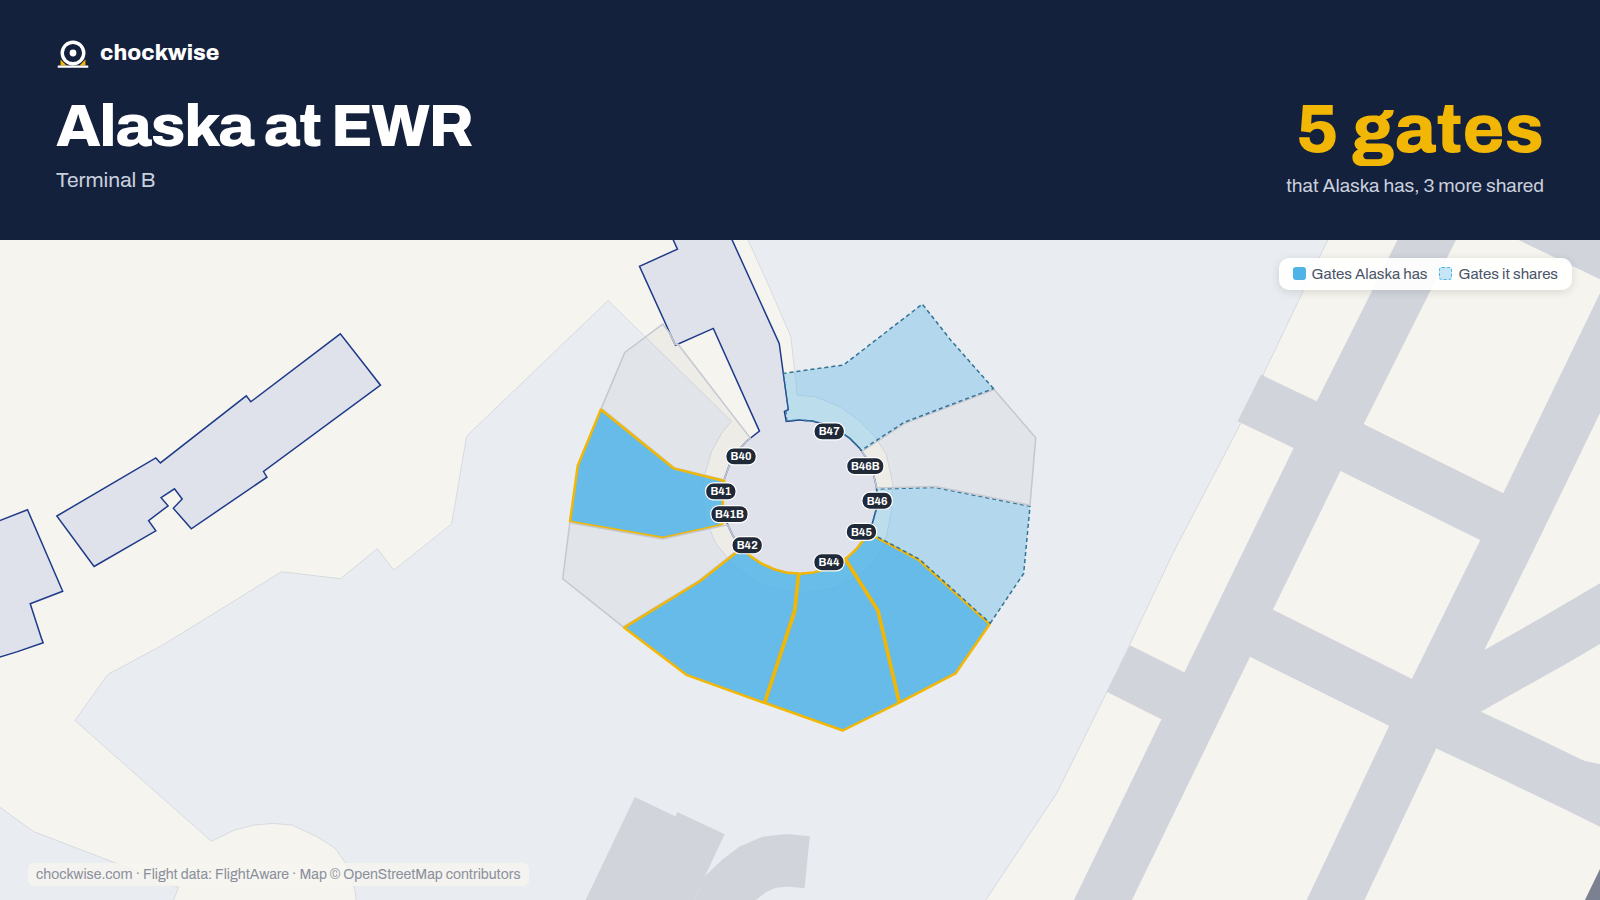 chockwise
Alaska at EWR
Terminal B
5 gates
that Alaska has, 3 more shared
Gates Alaska has
Gates it shares
B47
B40
B46B
B41
B46
B41B
B45
B42
B44
chockwise.com · Flight data: FlightAware · Map © OpenStreetMap contributors